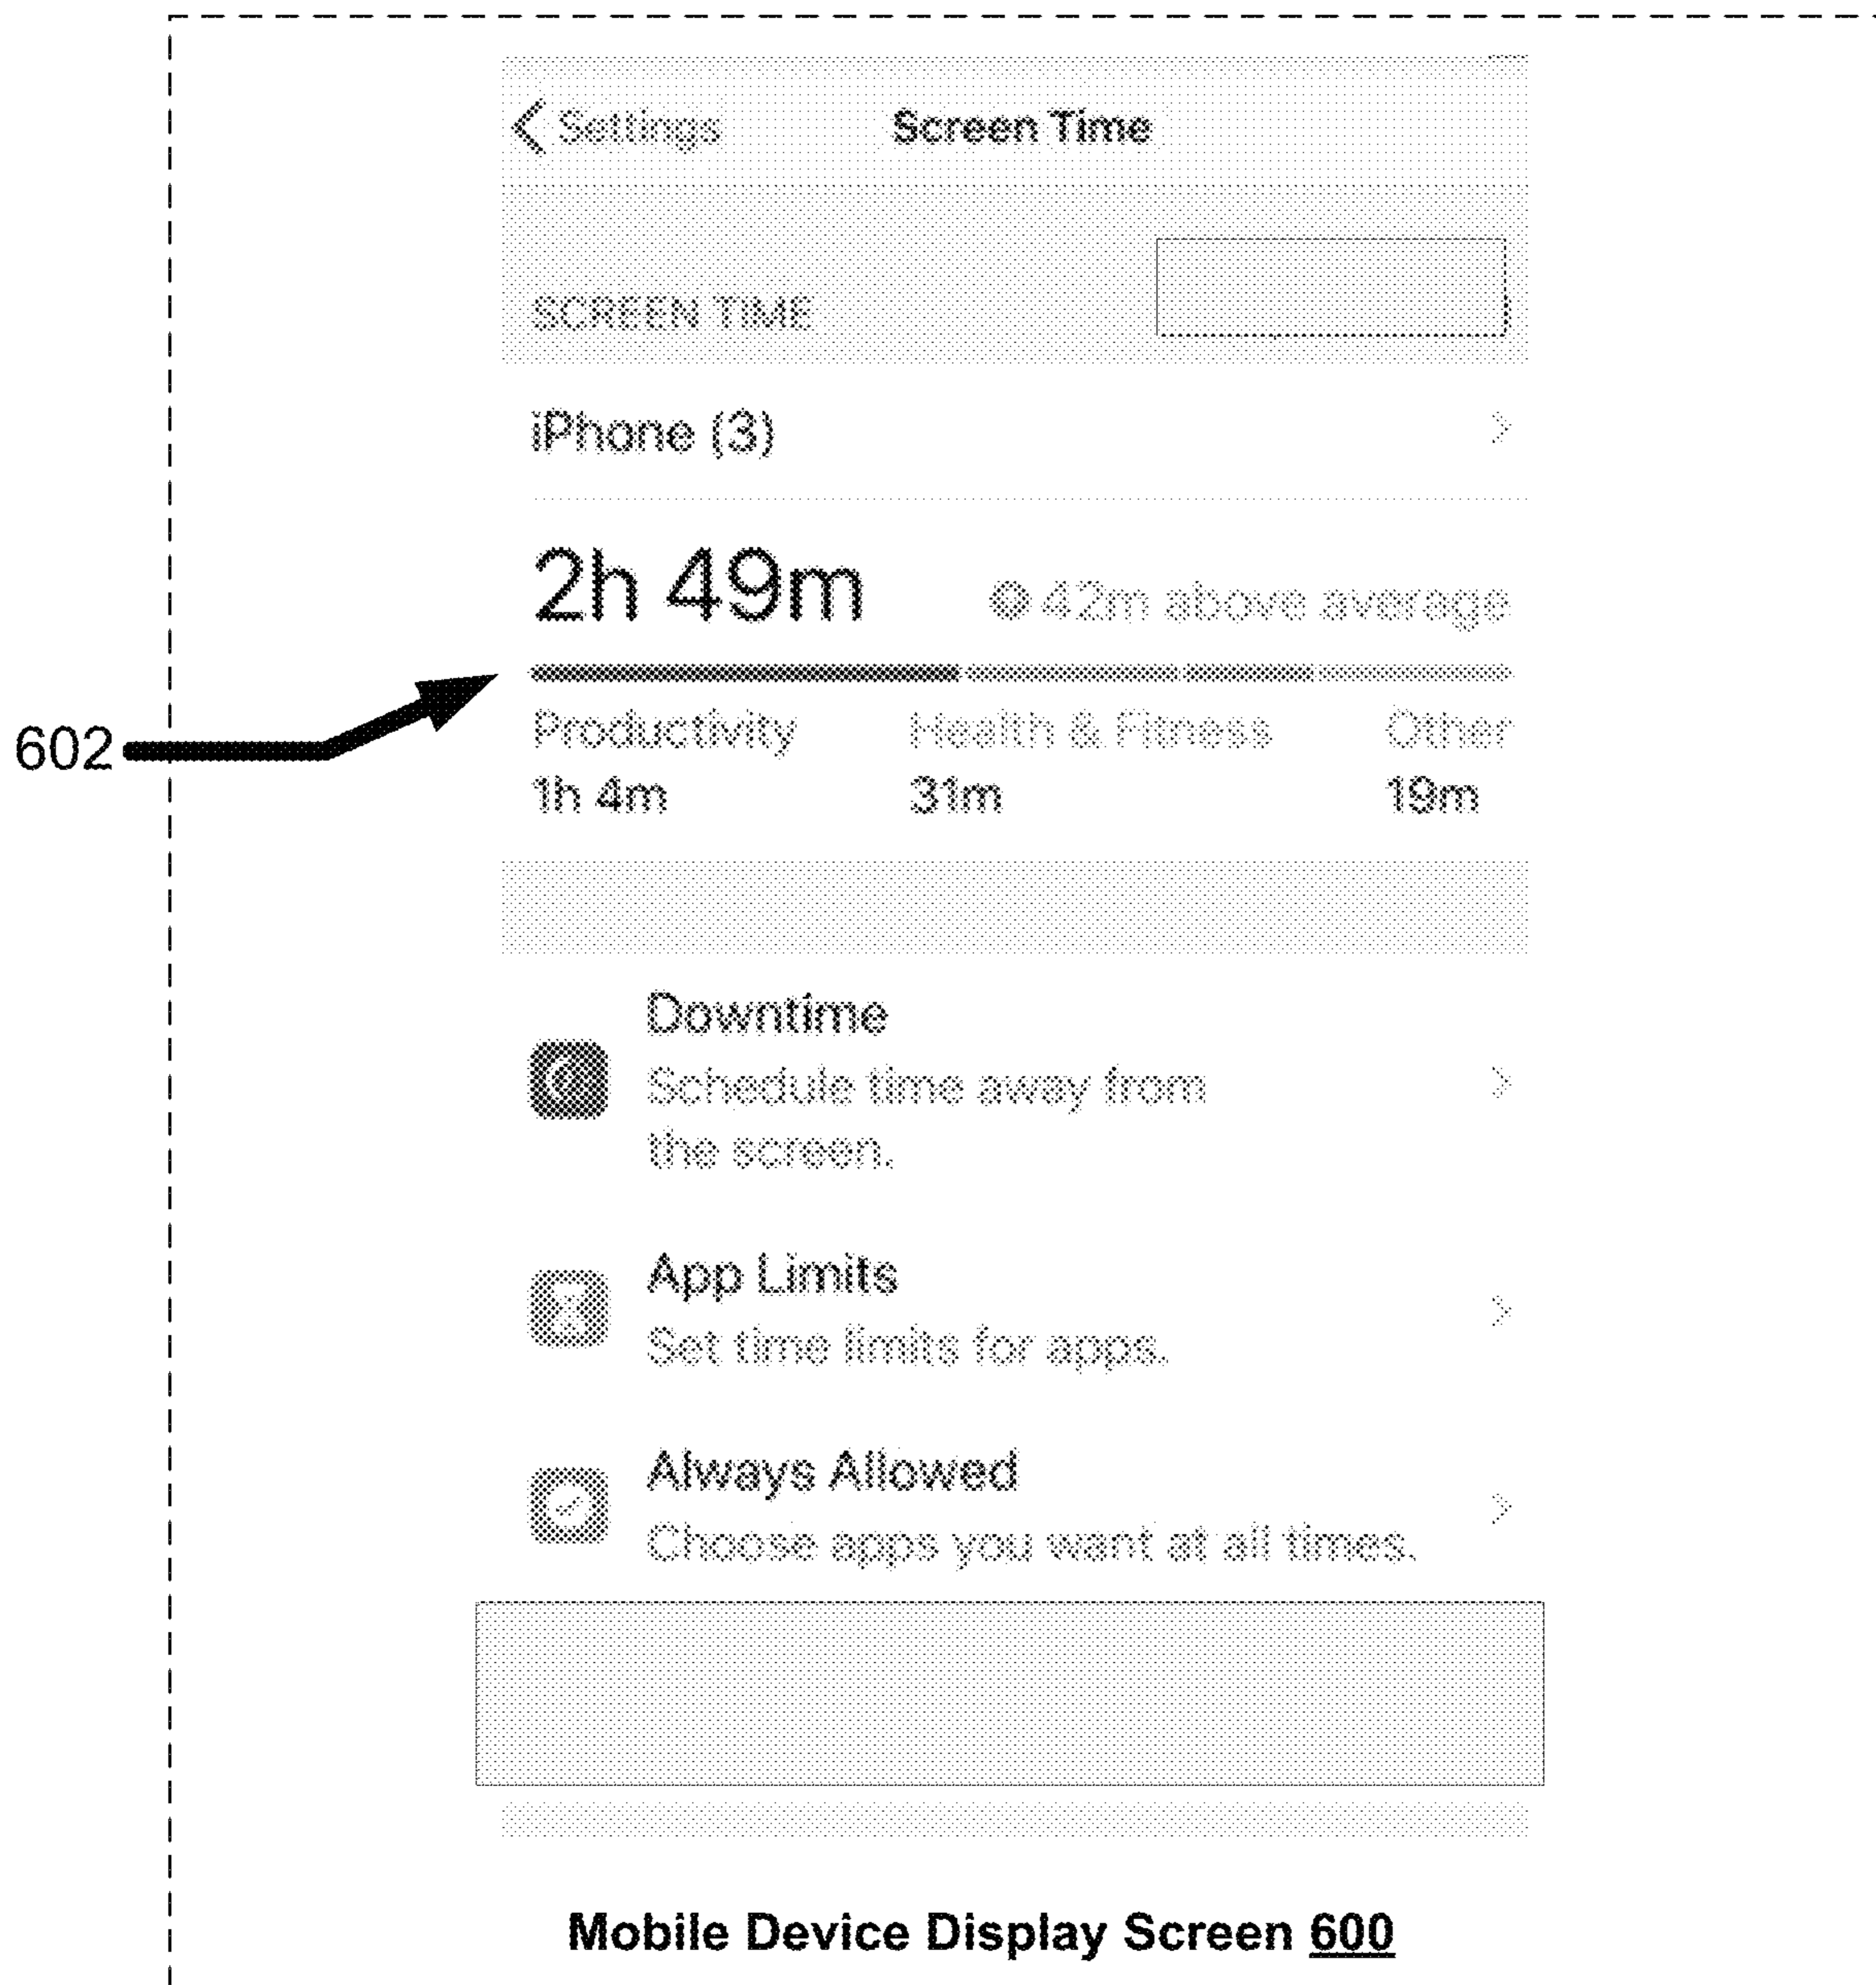 Settings Screen Time
SCREEN TIME
iPhone (3)
2h 49m 42m above average
602
Productivity Health & Fitness Other
1h 4m 31m 19m
Downtime
Schedule time away from
the screen.
App Limits
Set time limits for apps.
Always Allowed
Choose apps you want at all times.
Mobile Device Display Screen 600